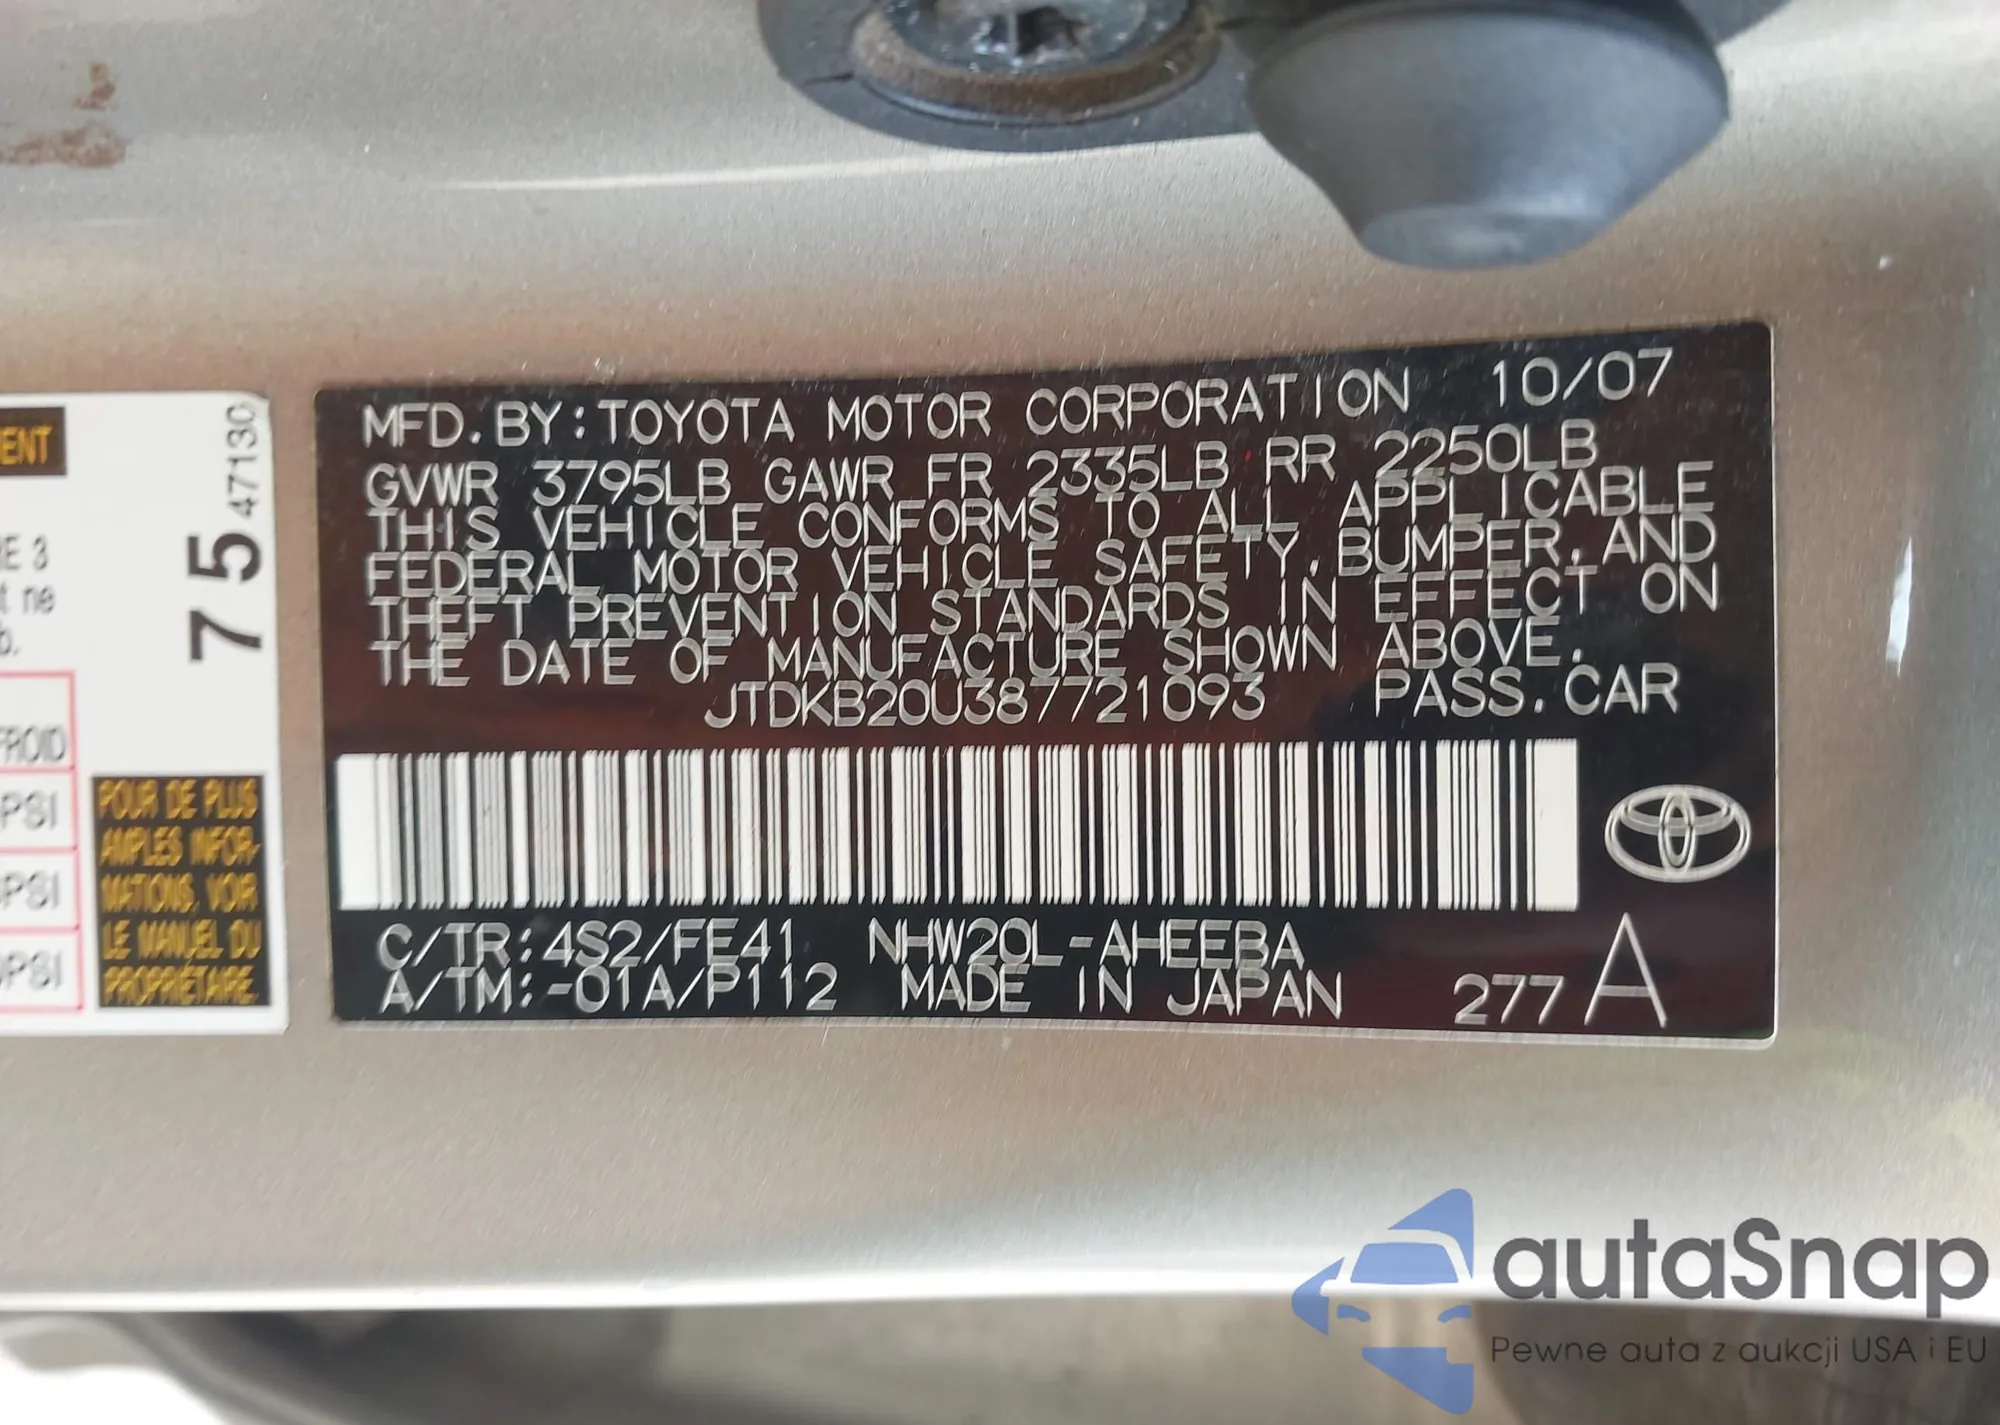 MFD. BY: TOYOTA MOTOR CORPORATION 10/07
GVWR 3795LB GAWR FR 2335LB RR 2250LB
THIS VEHICLE CONFORMS TO ALL APPLICABLE
FEDERAL MOTOR VEHICLE SAFETY, BUMPER, AND
THEFT PREVENTION STANDARDS IN EFFECT ON
THE DATE OF MANUFACTURE SHOWN ABOVE.
JTDKB20U387721093 PASS. CAR
C/TR: 4S2/FE41 NHW20L-AHEEBA
A/TM: -01A/P112 MADE IN JAPAN 277 A
75 47130
ENT
RE 3
t ne
b.
FROID
PSI
PSI
PSI
POUR DE PLUS
AMPLES INFOR-
MATIONS, VOIR
LE MANUEL DU
PROPRIÉTAIRE.
autaSnap
Pewne auta z aukcji USA i EU